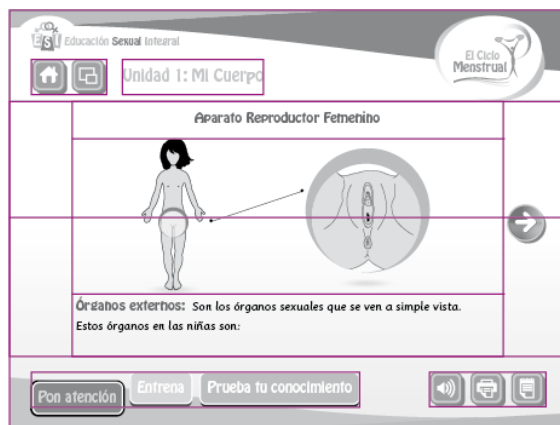 ESI Educación Sexual Integral
El Ciclo
Menstrual
Unidad 1: Mi Cuerpo
Aparato Reproductor Femenino
Órganos externos: Son los órganos sexuales que se ven a simple vista.
Estos órganos en las niñas son:
Pon atención
Entrena
Prueba tu conocimiento